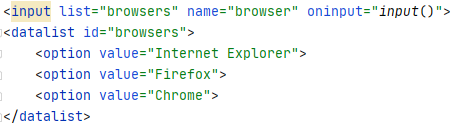 <input list="browsers" name="browser" oninput="input()">
<datalist id="browsers">
    <option value="Internet Explorer">
    <option value="Firefox">
    <option value="Chrome">
</datalist>